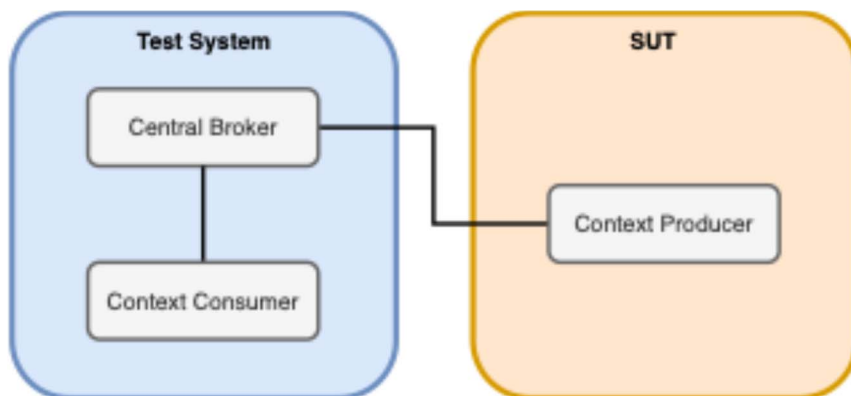 Test System
Central Broker
Context Consumer
SUT
Context Producer